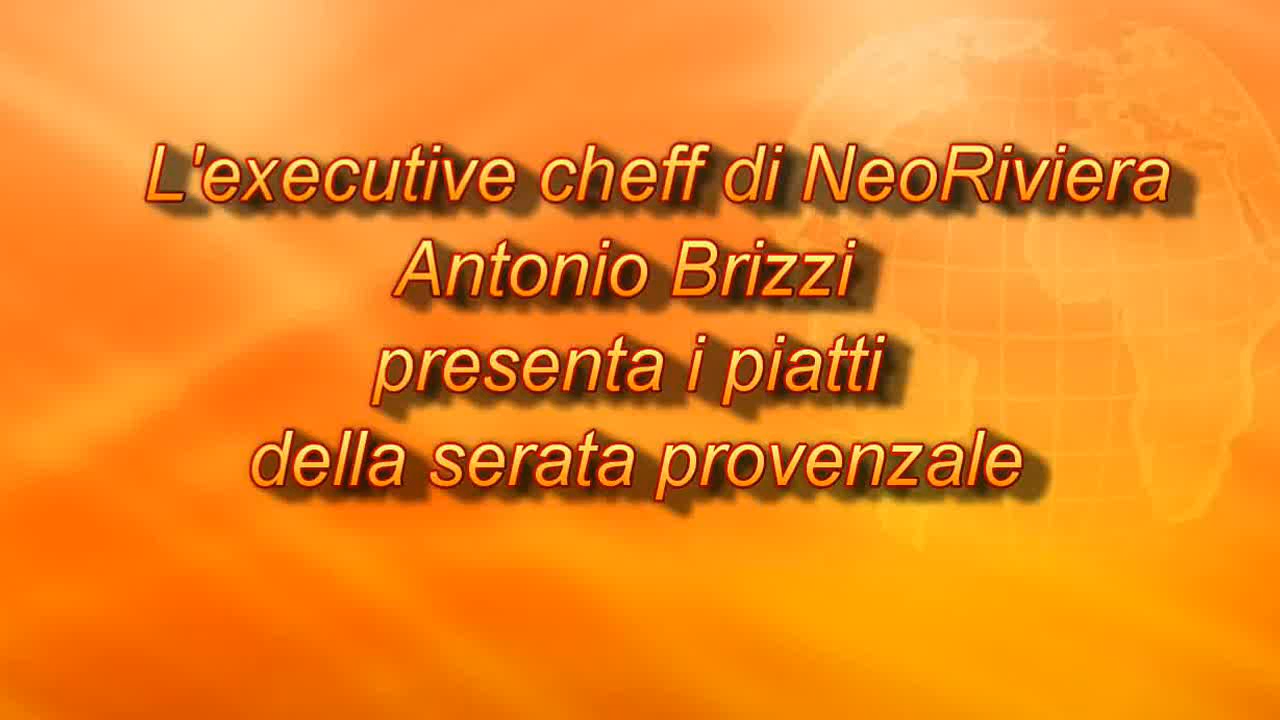 L'executive cheff di NeoRiviera
Antonio Brizzi
presenta i piatti
della serata provenzale